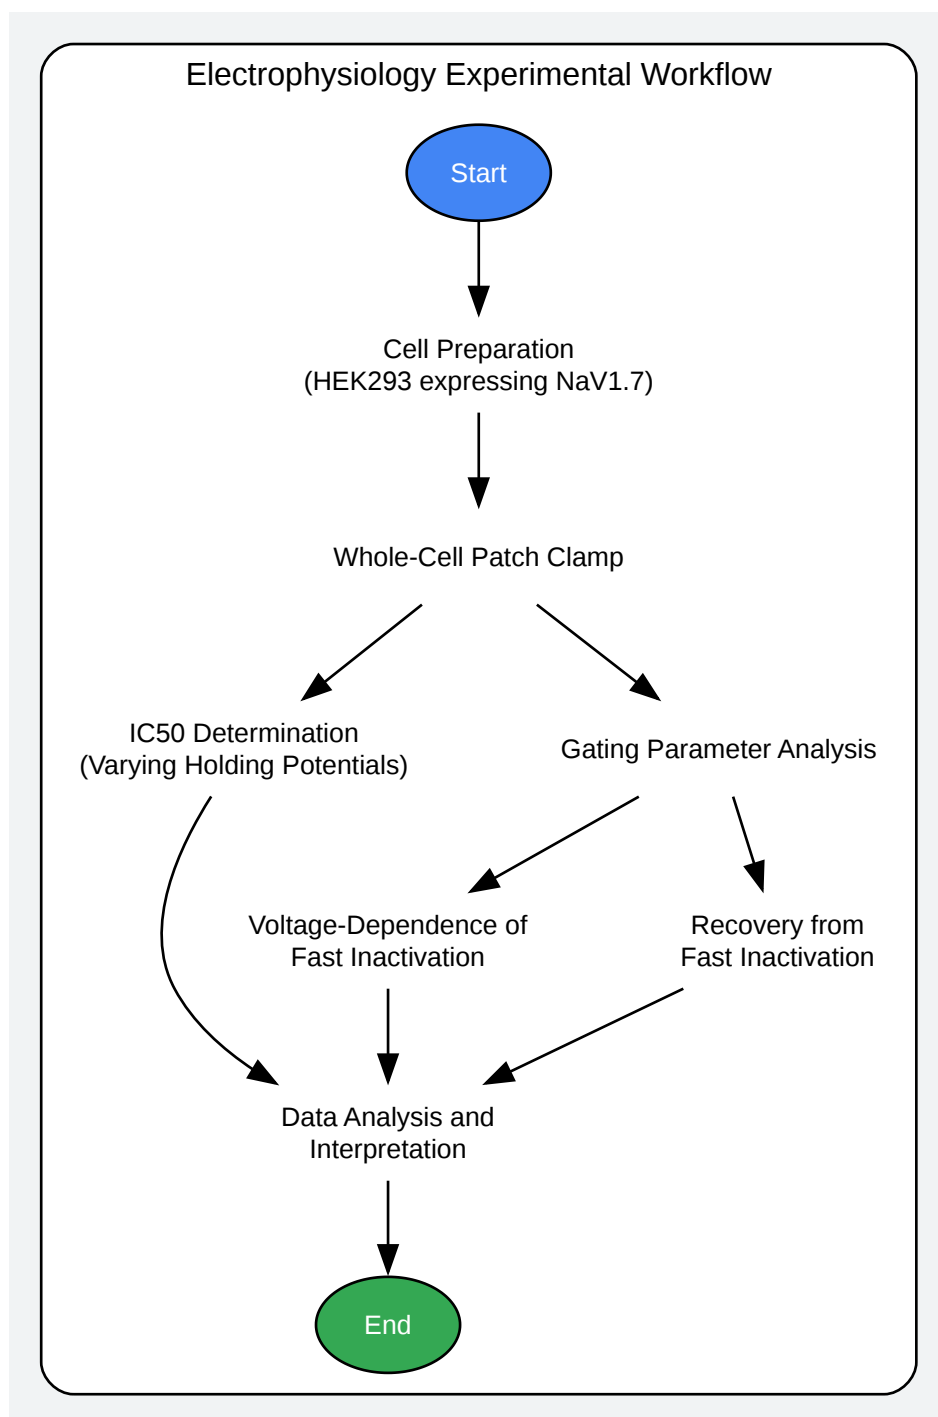 Electrophysiology Experimental Workflow
Start
Cell Preparation
(HEK293 expressing NaV1.7)
Whole-Cell Patch Clamp
IC50 Determination
(Varying Holding Potentials)
Gating Parameter Analysis
Voltage-Dependence of
Fast Inactivation
Recovery from
Fast Inactivation
Data Analysis and
Interpretation
End